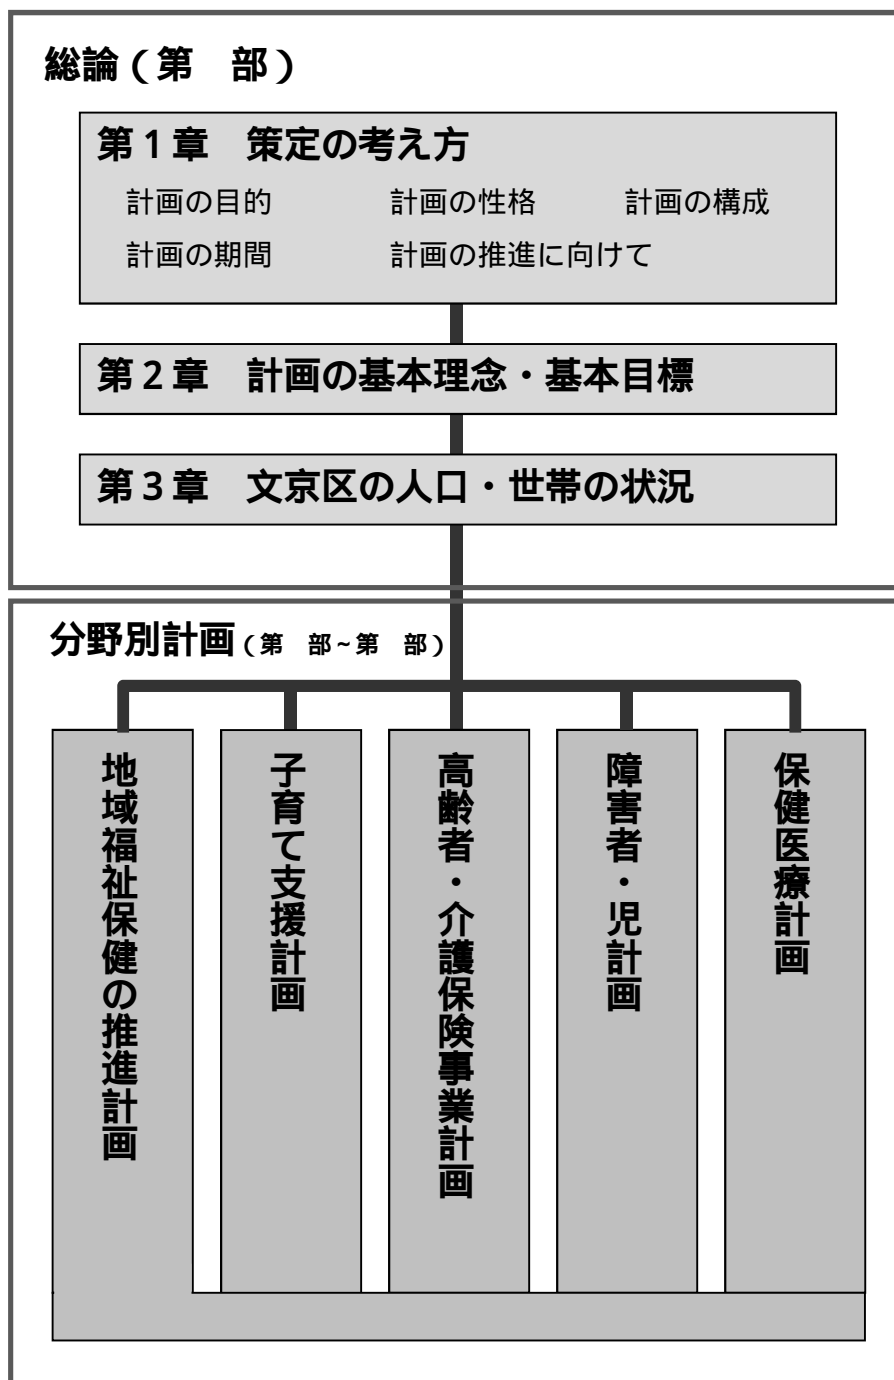 総論（第　部）
第１章　策定の考え方
計画の目的　計画の性格　計画の構成
計画の期間　計画の推進に向けて
第２章　計画の基本理念・基本目標
第３章　文京区の人口・世帯の状況
分野別計画（第　部~第　部）
地域福祉保健の推進計画
子育て支援計画
高齢者・介護保険事業計画
障害者・児計画
保健医療計画